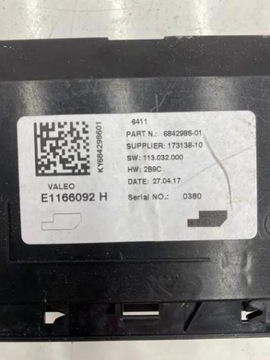 6411
PART N.: 6842986-01
SUPPLIER: 173138-10
SW: 113.032.000
HW: 2B9C
DATE: 27.04.17
Serial NO.: 0380
KY684298601
VALEO
E1166092 H